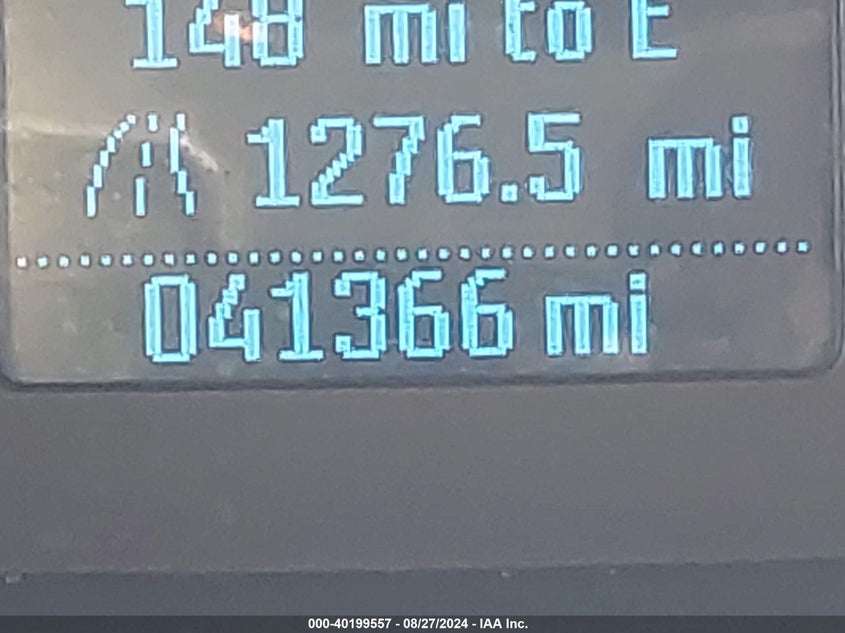 148 mi to E
1276.5 mi
041366 mi
000-40199557 - 08/27/2024 - IAA Inc.